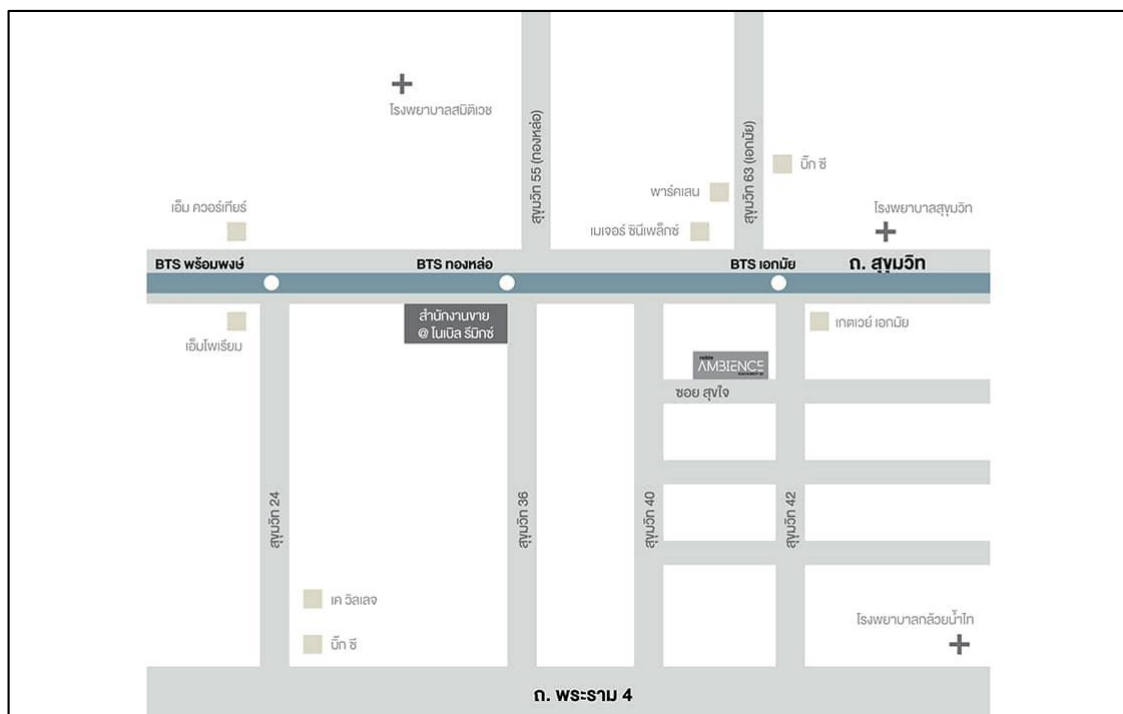 โรงพยาบาลสมิติเวช
สุขุมวิท 55 (ทองหล่อ)
สุขุมวิท 63 (เอกมัย)
บิ๊ก ซี
พาร์คเลน
เอ็ม ควอร์เทียร์
เมเจอร์ ซินีเพล็กซ์
โรงพยาบาลสุขุมวิท
BTS พร้อมพงษ์
BTS ทองหล่อ
BTS เอกมัย
ถ. สุขุมวิท
เอ็มโพเรียม
สำนักงานขาย
@ โนเบิล รีมิกซ์
เกตเวย์ เอกมัย
noble
AMBIENCE
ซอย สุขใจ
สุขุมวิท 24
สุขุมวิท 36
สุขุมวิท 40
สุขุมวิท 42
เค วิลเลจ
บิ๊ก ซี
โรงพยาบาลกล้วยน้ำไท
ถ. พระราม 4